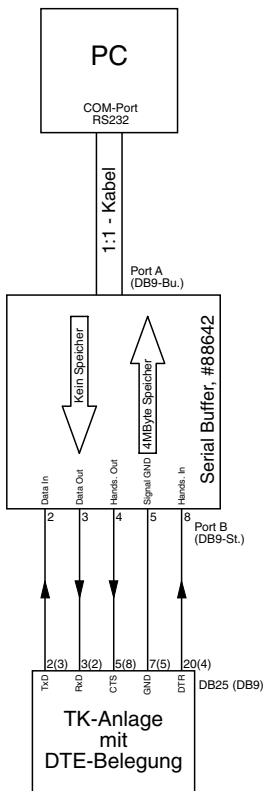 PC
COM-Port
RS232
1:1 - Kabel
Port A
(DB9-Bu.)
Kein Speicher
4MByte Speicher
Serial Buffer, #88642
Data In
Data Out
Hands. Out
Signal GND
Hands. In
2
3
4
5
8
Port B
(DB9-St.)
2(3)
3(2)
5(8)
7(5)
20(4)
TxD
RxD
CTS
GND
DTR
DB25 (DB9)
TK-Anlage
mit
DTE-Belegung